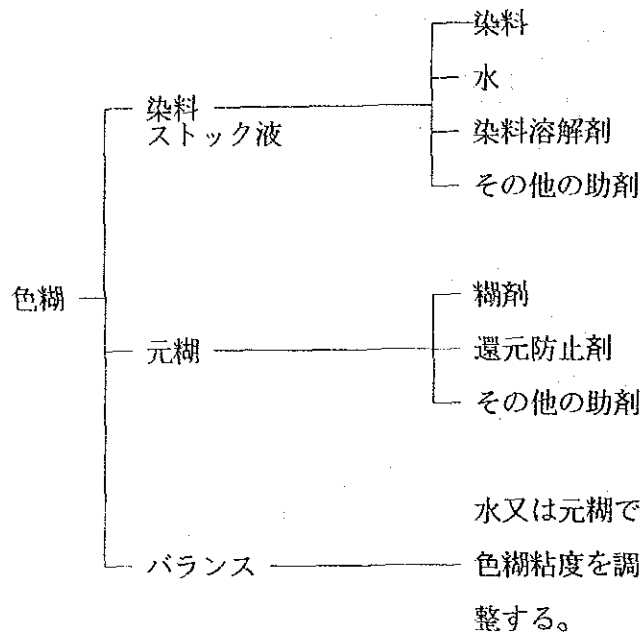 色糊
染料
ストック液
染料
水
染料溶解剤
その他の助剤
元糊
糊剤
還元防止剤
その他の助剤
バランス
水又は元糊で
色糊粘度を調
整する。